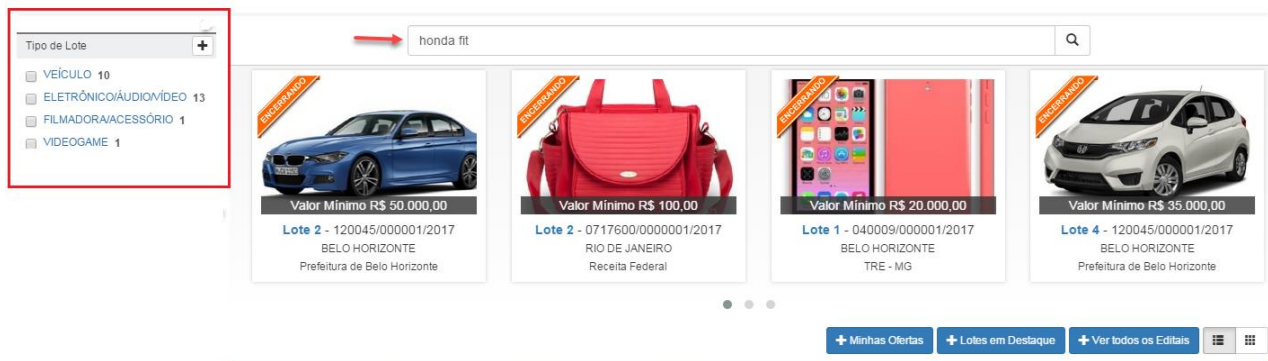 Tipo de Lote
VEÍCULO 10
ELETRÔNICO/ÁUDIO/VÍDEO 13
FILMADORA/ACESSÓRIO 1
VIDEOGAME 1
honda fit
ENCERRANDO
Valor Mínimo R$ 50.000,00
Lote 2 - 120045/000001/2017
BELO HORIZONTE
Prefeitura de Belo Horizonte
ENCERRANDO
Valor Mínimo R$ 100,00
Lote 2 - 0717600/0000001/2017
RIO DE JANEIRO
Receita Federal
ENCERRANDO
Valor Mínimo R$ 20.000,00
Lote 1 - 040009/000001/2017
BELO HORIZONTE
TRE - MG
ENCERRANDO
Valor Mínimo R$ 35.000,00
Lote 4 - 120045/000001/2017
BELO HORIZONTE
Prefeitura de Belo Horizonte
Minhas Ofertas
Lotes em Destaque
Ver todos os Editais